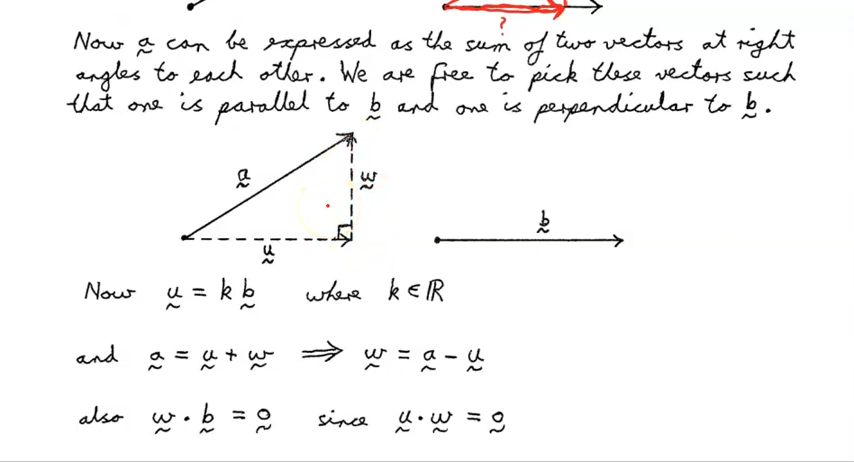 ?
Now a̰ can be expressed as the sum of two vectors at right
angles to each other. We are free to pick these vectors such
that one is parallel to b̰ and one is perpendicular to b̰.
a̰
w̰
b̰
ṵ
Now ṵ = k b̰ where k ∈ ℝ
and a̰ = ṵ + w̰ ⟹ w̰ = a̰ - ṵ
also w̰ · b̰ = 0̰ since ṵ · w̰ = 0̰